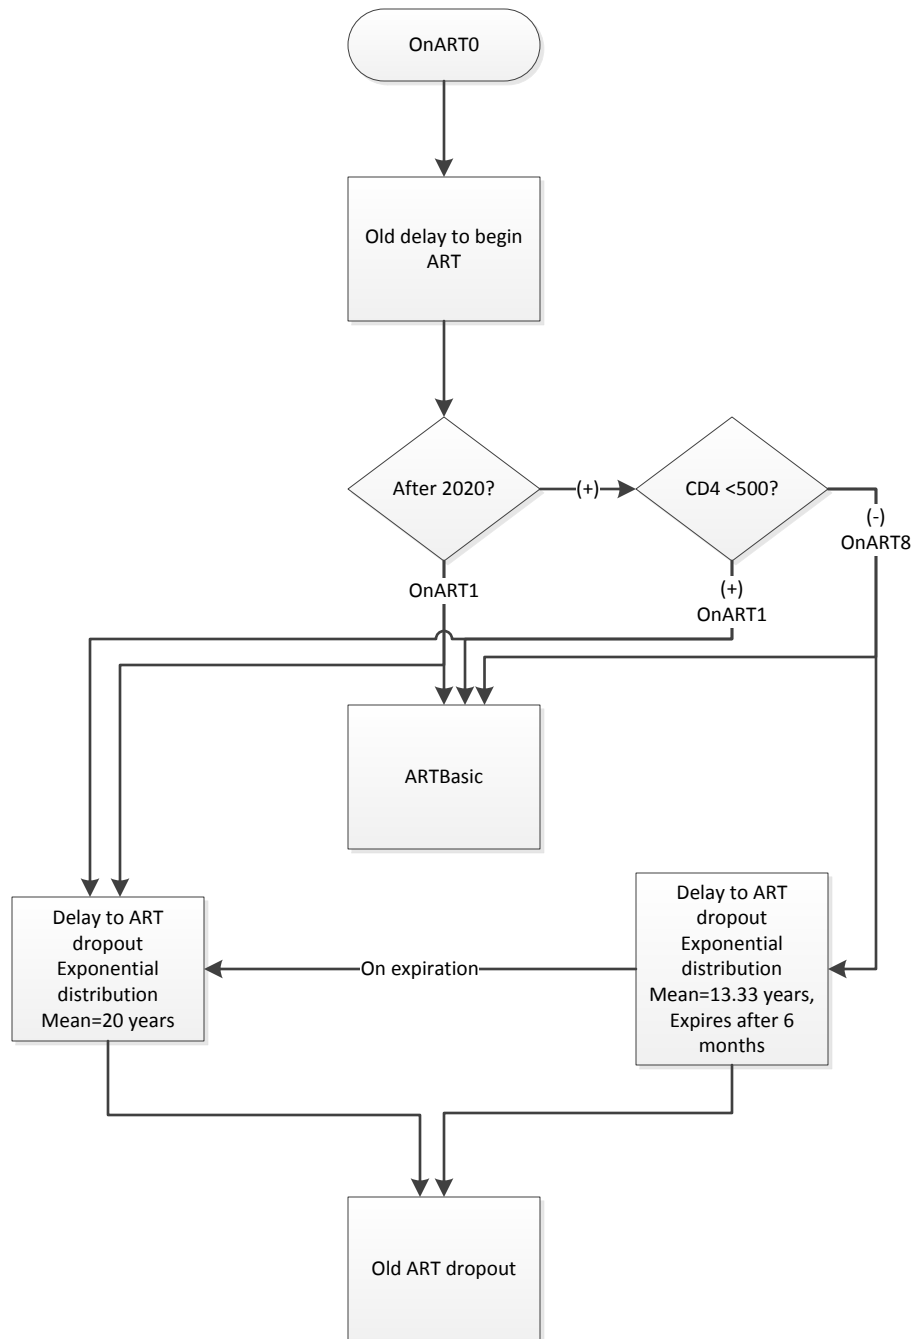 OnART0
Old delay to begin
ART
After 2020?
(+)
CD4 <500?
(-)
OnART8
OnART1
(+)
OnART1
ARTBasic
Delay to ART
dropout
Exponential
distribution
Mean=20 years
On expiration
Delay to ART
dropout
Exponential
distribution
Mean=13.33 years,
Expires after 6
months
Old ART dropout